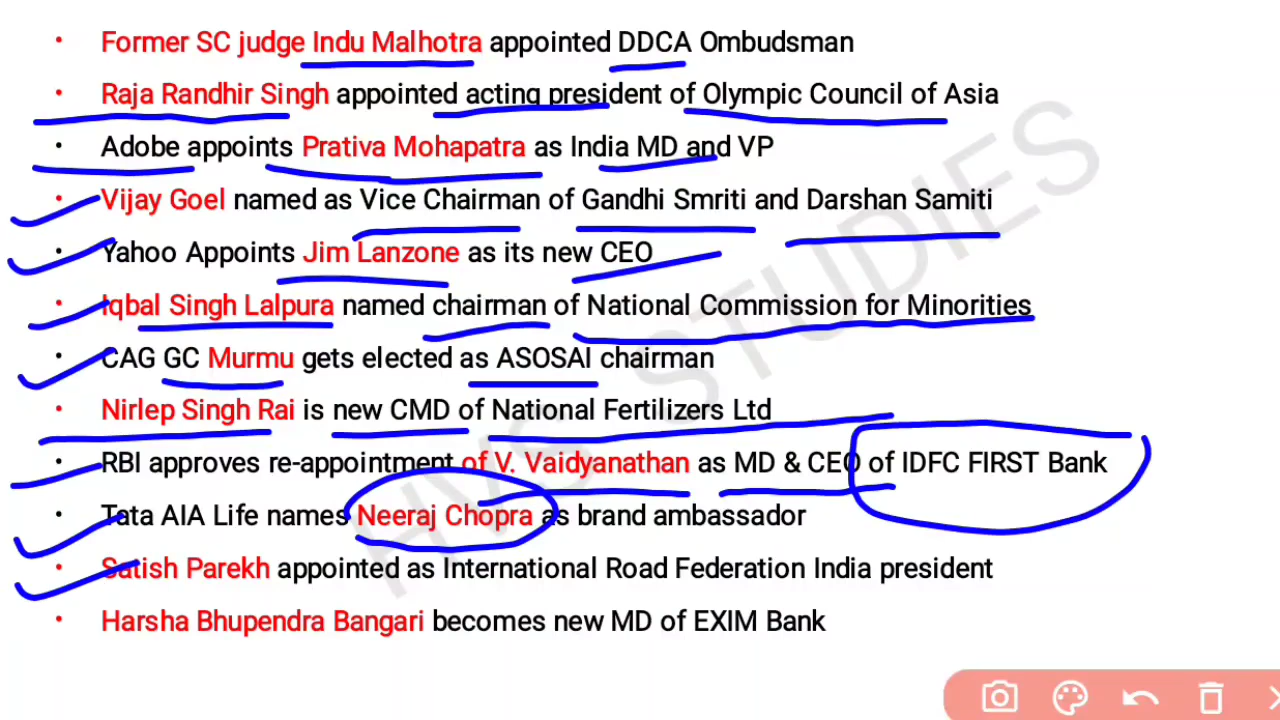 • Former SC judge Indu Malhotra appointed DDCA Ombudsman
• Raja Randhir Singh appointed acting president of Olympic Council of Asia
• Adobe appoints Prativa Mohapatra as India MD and VP
• Vijay Goel named as Vice Chairman of Gandhi Smriti and Darshan Samiti
• Yahoo Appoints Jim Lanzone as its new CEO
• Iqbal Singh Lalpura named chairman of National Commission for Minorities
• CAG GC Murmu gets elected as ASOSAI chairman
• Nirlep Singh Rai is new CMD of National Fertilizers Ltd
• RBI approves re-appointment of V. Vaidyanathan as MD & CEO of IDFC FIRST Bank
• Tata AIA Life names Neeraj Chopra as brand ambassador
• Satish Parekh appointed as International Road Federation India president
• Harsha Bhupendra Bangari becomes new MD of EXIM Bank
HVS STUDIES